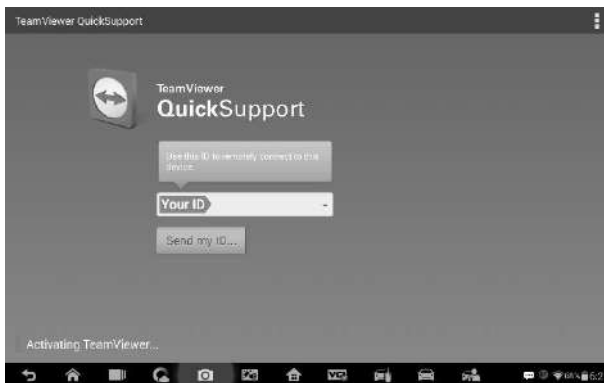 TeamViewer QuickSupport
TeamViewer
QuickSupport
Use this ID to remotely connect to this
device.
Your ID
-
Send my ID...
Activating TeamViewer...
VCI